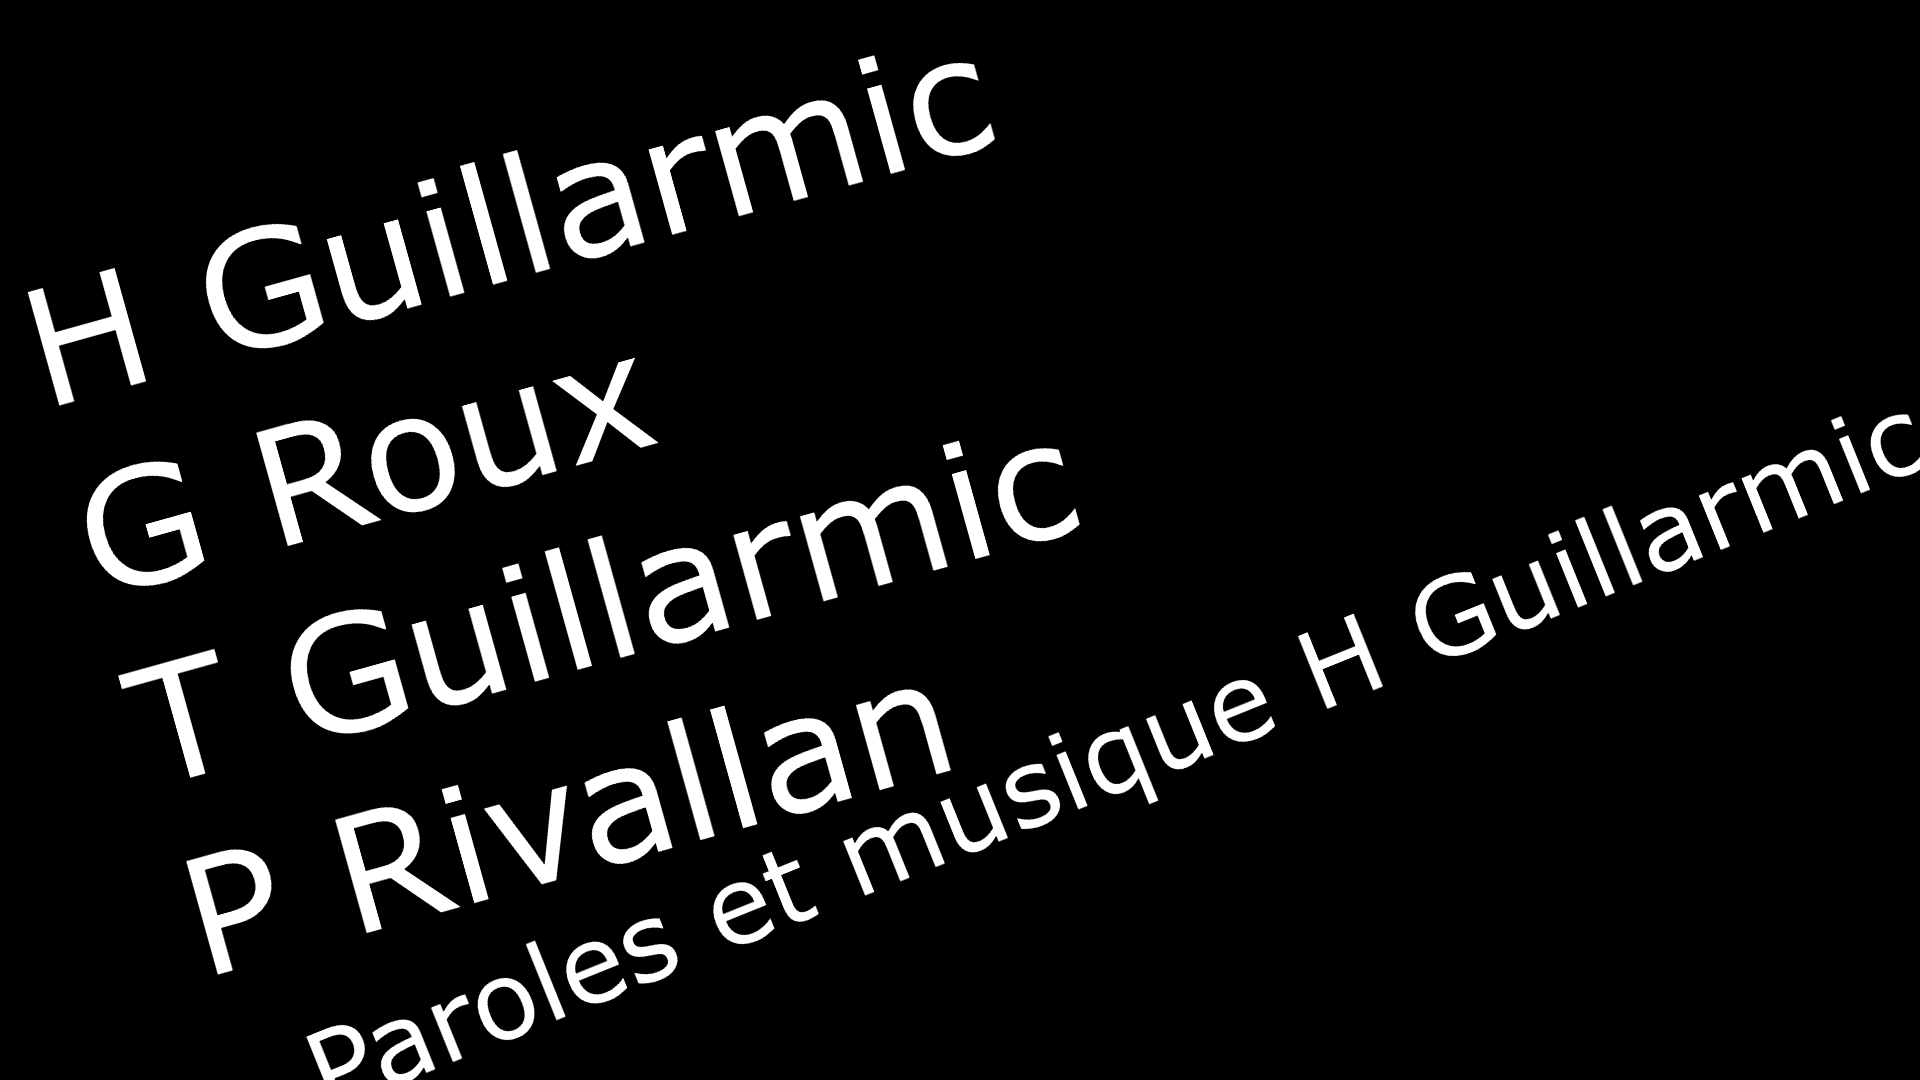 H Guillarmic
G Roux
T Guillarmic
P Rivallan
Paroles et musique H Guillarmic